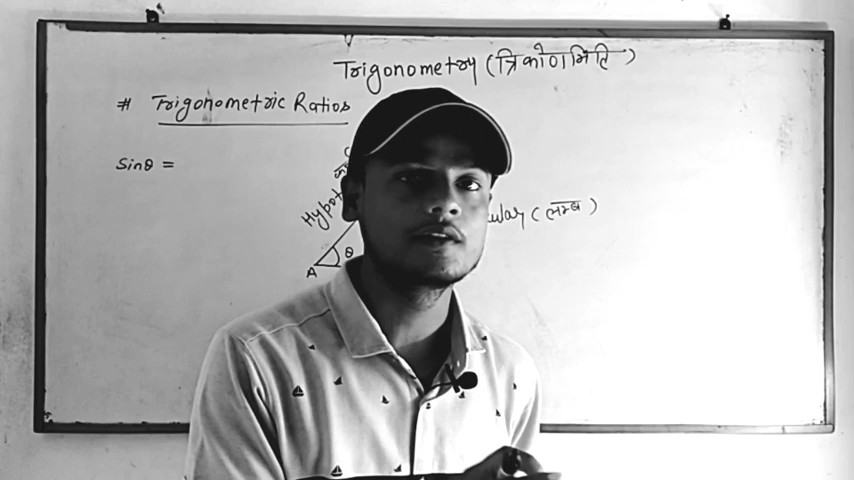 Trigonometry (त्रिकोणमिति)
# Trigonometric Ratios
Sinθ =
Hypot
ular (लम्ब)
θ
A